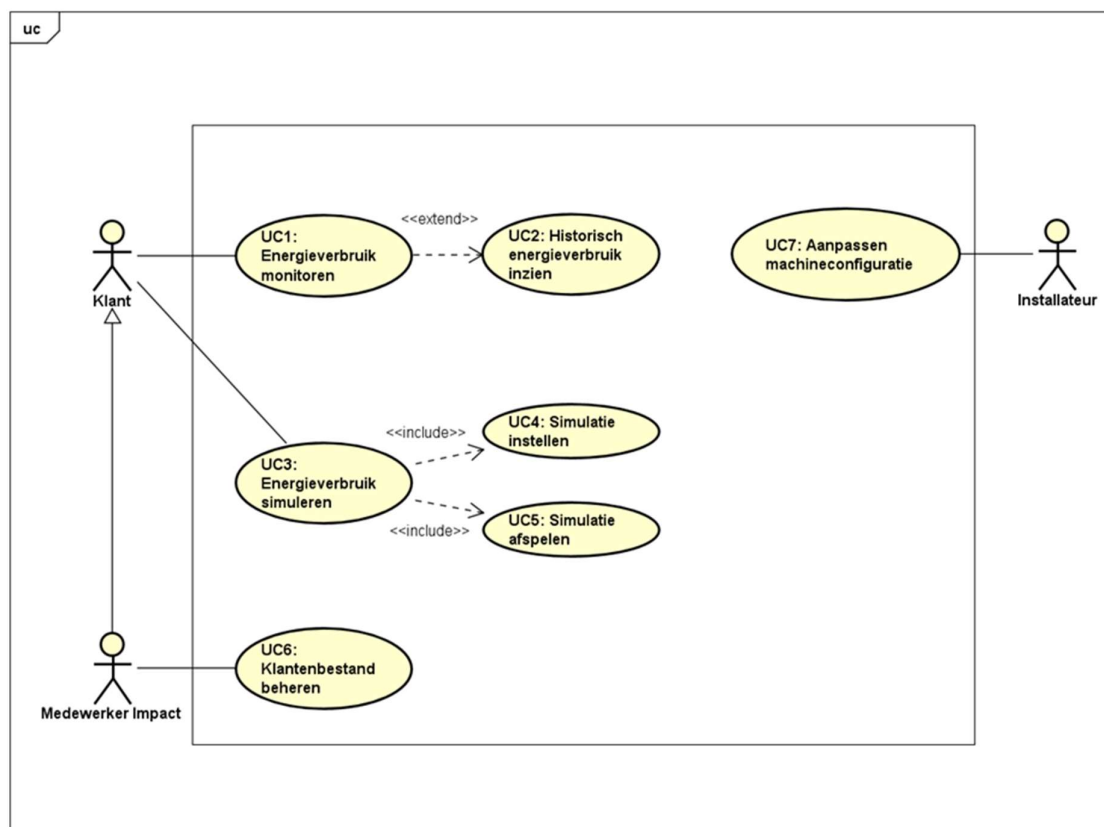 uc
<<extend>>
UC1:
Energieverbruik
monitoren
UC2: Historisch
energieverbruik
inzien
UC7: Aanpassen
machineconfiguratie
Klant
Installateur
<<include>>
UC4: Simulatie
instellen
UC3:
Energieverbruik
simuleren
UC5: Simulatie
afspelen
<<include>>
UC6:
Klantenbestand
beheren
Medewerker Impact